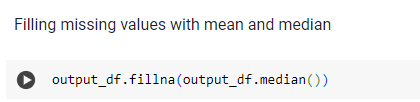 Filling missing values with mean and median
output_df.fillna(output_df.median())